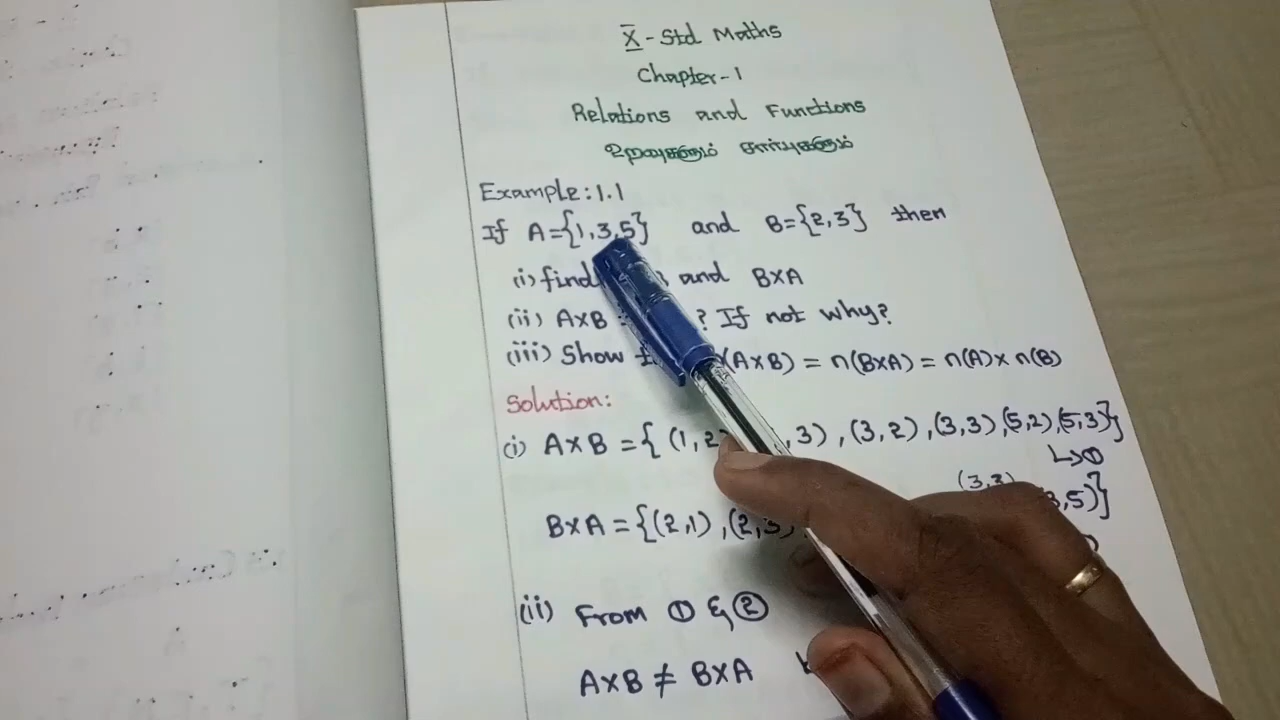 X - Std Maths
Chapter - 1
Relations and Functions
உறவுகளும் சார்புகளும்
Example: 1.1
If A={1,3,5} and B={2,3} then
(i) find and B×A
(ii) A×B ? If not why?
(iii) Show (A×B) = n(B×A) = n(A)× n(B)
Solution:
(i) A×B = { (1,2 ,3) , (3,2) , (3,3) , (5,2) , (5,3)}
↳①
(3,3)
B×A = {(2,1) , (2,3) ,5)}
(ii) From ① & ②
A×B ≠ B×A